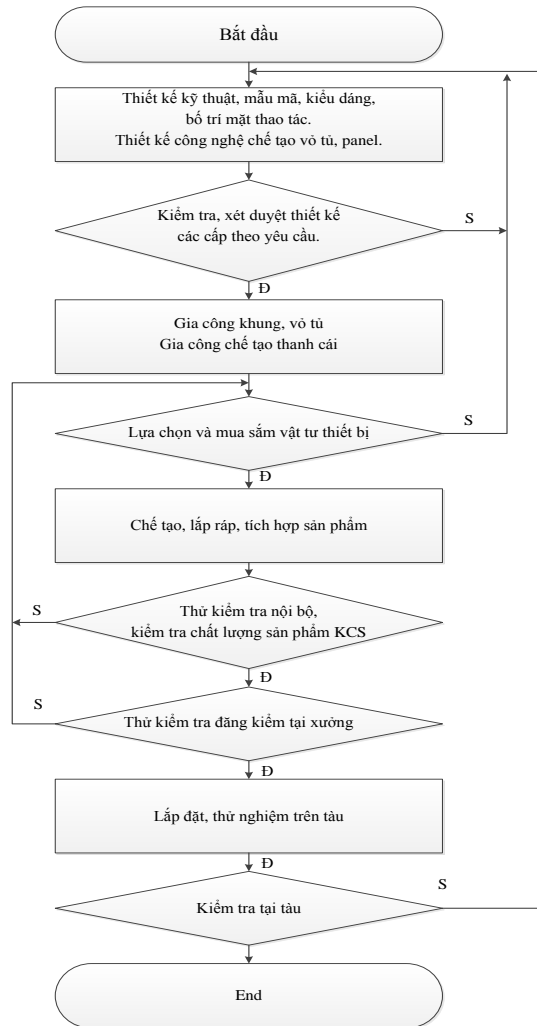 Bắt đầu
Thiết kế kỹ thuật, mẫu mã, kiểu dáng,
bố trí mặt thao tác.
Thiết kế công nghệ chế tạo vỏ tủ, panel.
Kiểm tra, xét duyệt thiết kế
các cấp theo yêu cầu.
S
Đ
Gia công khung, vỏ tủ
Gia công chế tạo thanh cái
Lựa chọn và mua sắm vật tư thiết bị
S
Đ
Chế tạo, lắp ráp, tích hợp sản phẩm
S
Thử kiểm tra nội bộ,
kiểm tra chất lượng sản phẩm KCS
Đ
S
Thử kiểm tra đăng kiểm tại xưởng
Đ
Lắp đặt, thử nghiệm trên tàu
Đ
S
Kiểm tra tại tàu
End